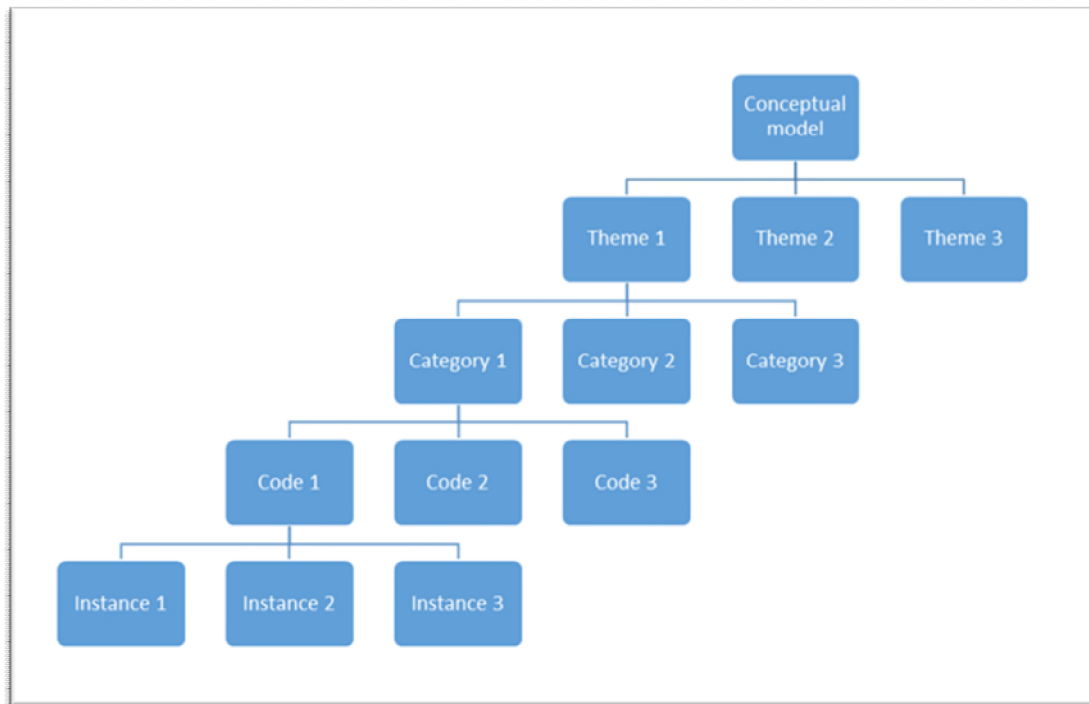 Conceptual
model
Theme 1
Theme 2
Theme 3
Category 1
Category 2
Category 3
Code 1
Code 2
Code 3
Instance 1
Instance 2
Instance 3